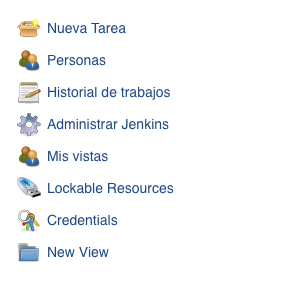 Nueva Tarea
Personas
Historial de trabajos
Administrar Jenkins
Mis vistas
Lockable Resources
Credentials
New View